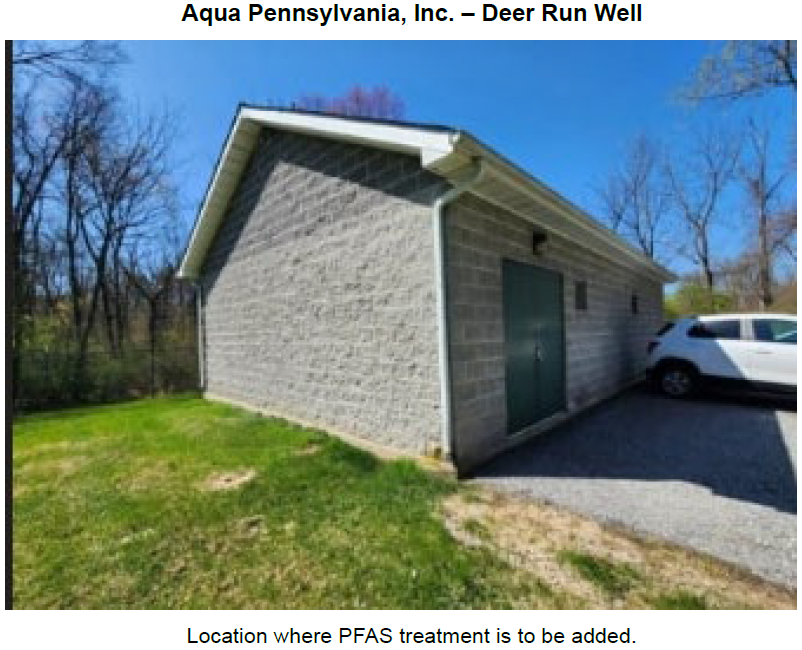 Aqua Pennsylvania, Inc. – Deer Run Well
Location where PFAS treatment is to be added.